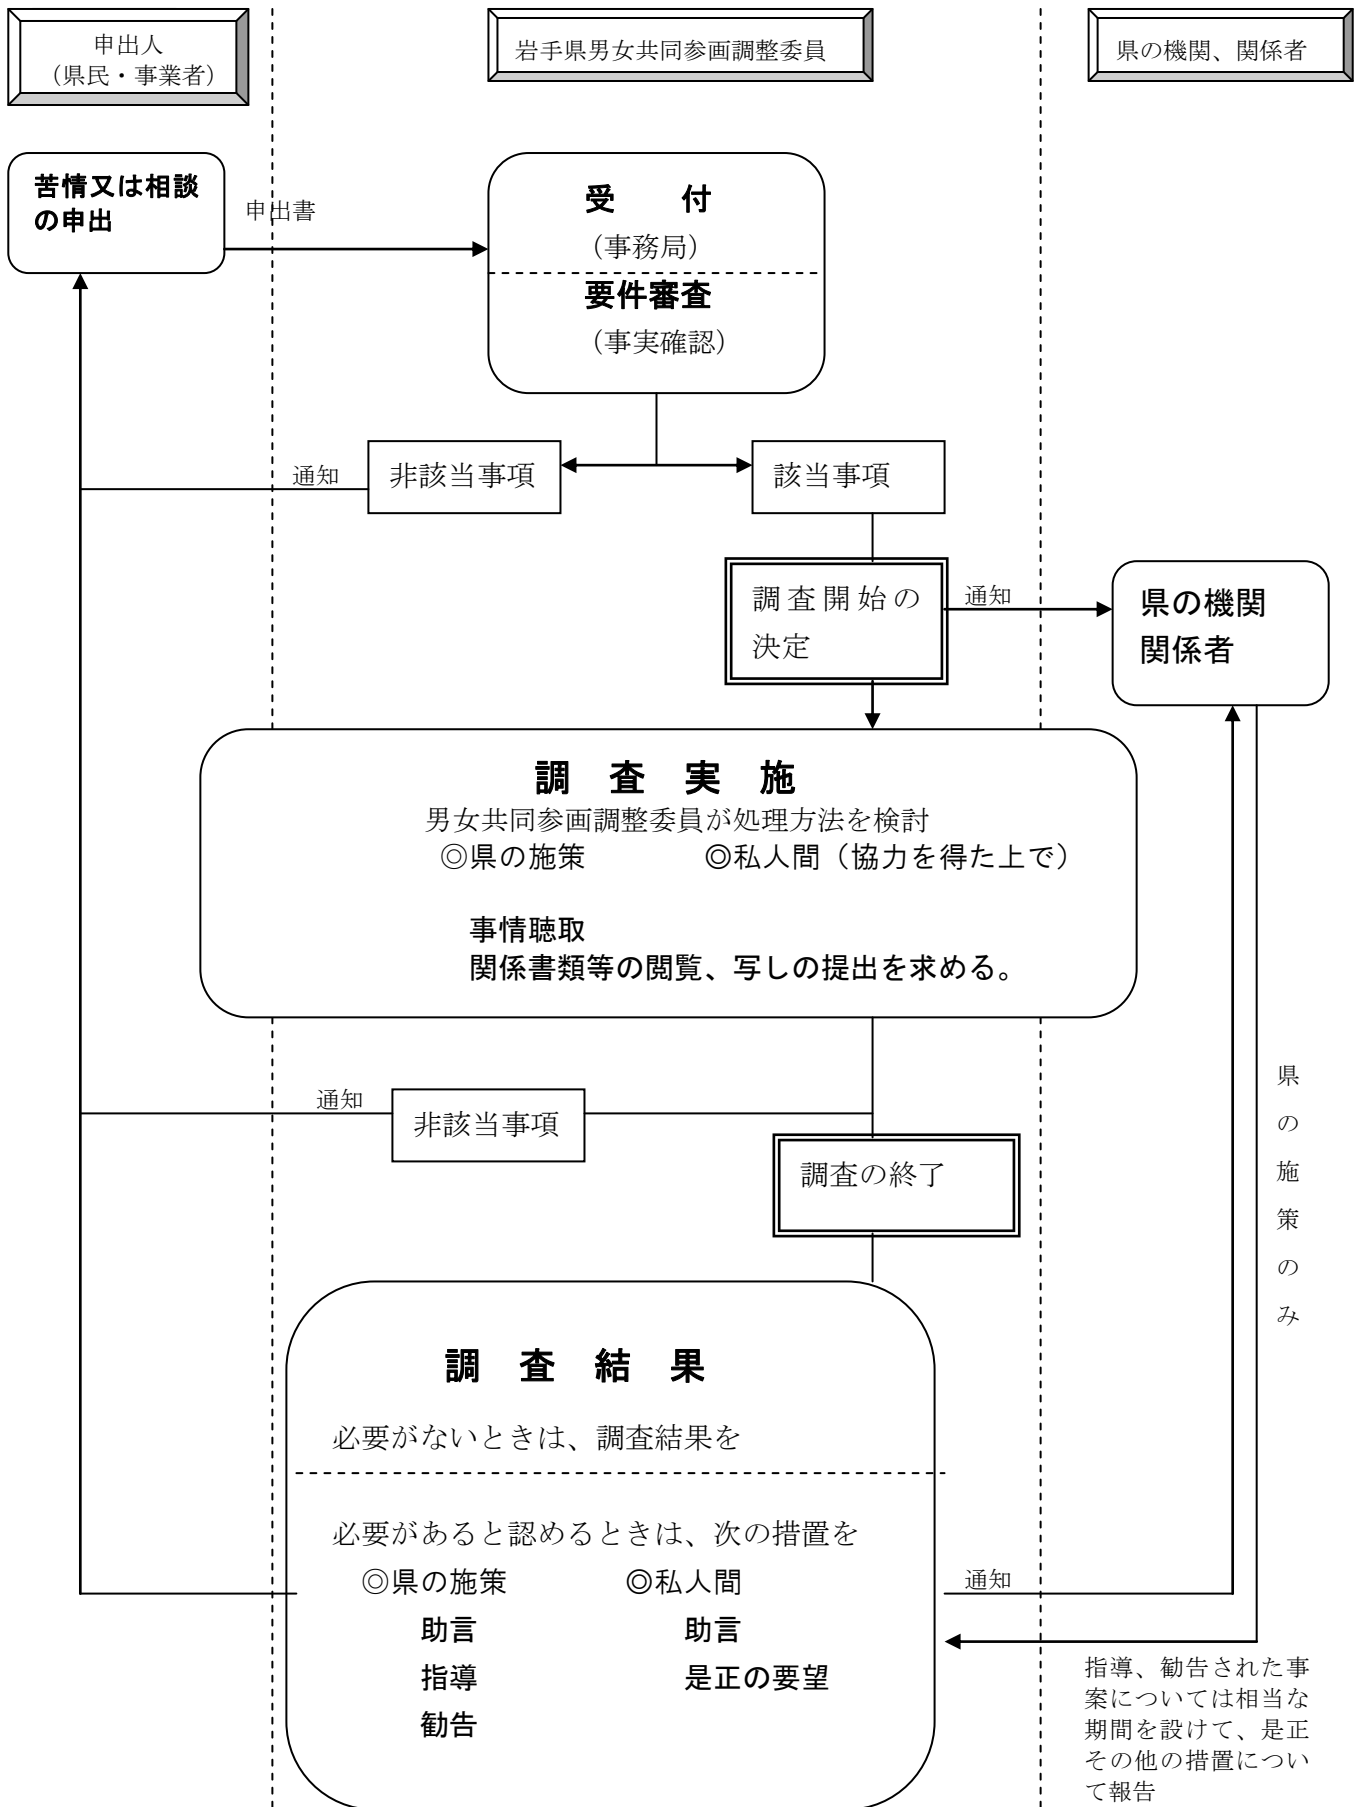 申出人
（県民・事業者）
岩手県男女共同参画調整委員
県の機関、関係者
苦情又は相談
の申出
申出書
受　付
（事務局）
要件審査
（事実確認）
通知
非該当事項
該当事項
調査開始の
決定
通知
県の機関
関係者
調　査　実　施
男女共同参画調整委員が処理方法を検討
◎県の施策　　　　◎私人間（協力を得た上で）
事情聴取
関係書類等の閲覧、写しの提出を求める。
通知
非該当事項
調査の終了
県の施策のみ
調　査　結　果
必要がないときは、調査結果を
必要があると認めるときは、次の措置を
◎県の施策　　　　◎私人間
助言　　　　　　　助言
指導　　　　　　　是正の要望
勧告
通知
指導、勧告された事
案については相当な
期間を設けて、是正
その他の措置につい
て報告